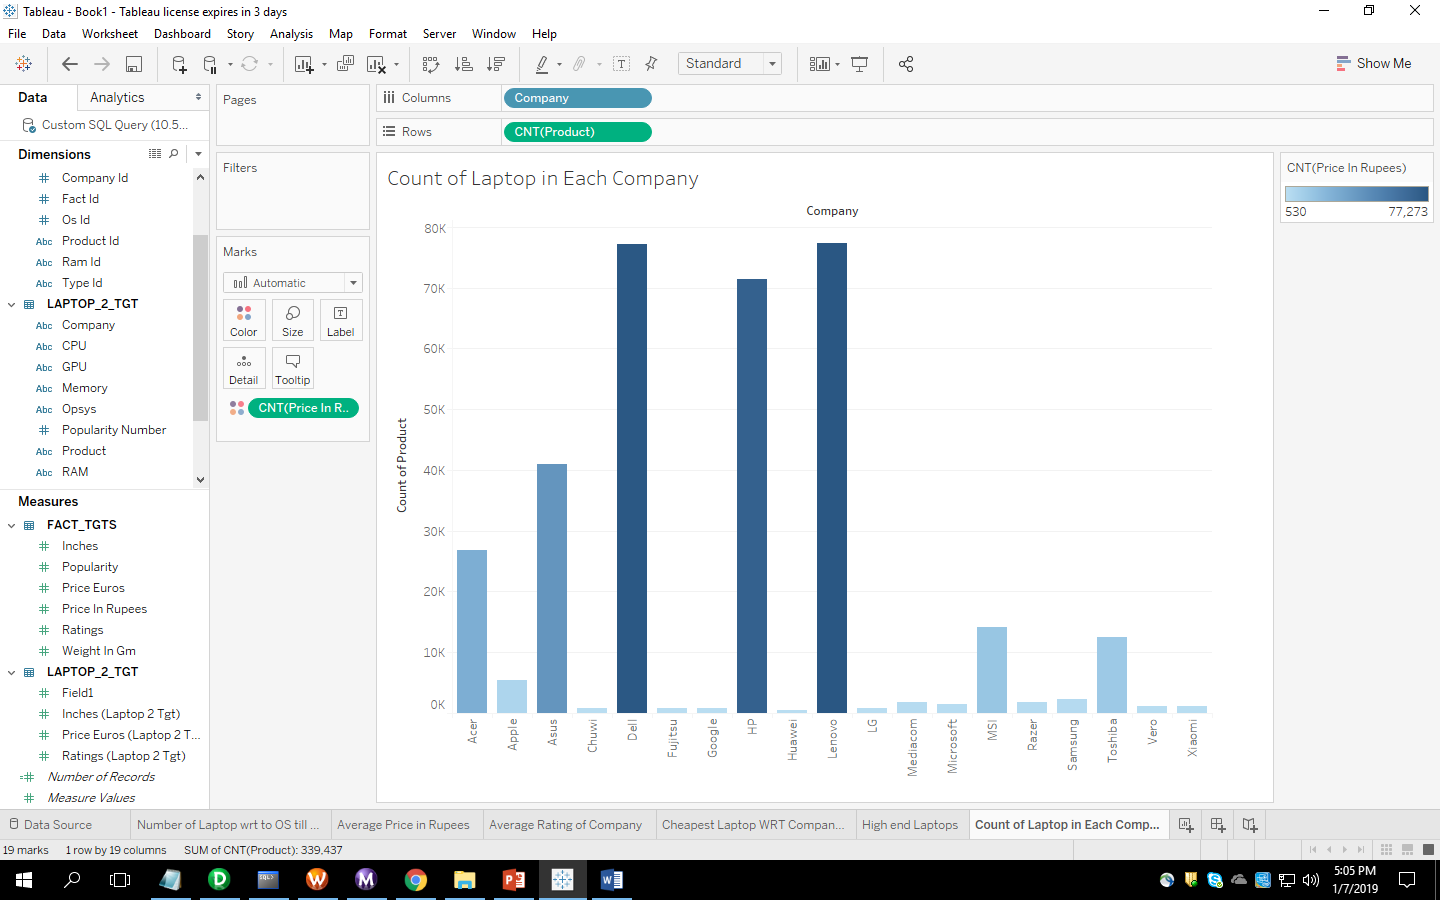 Tableau - Book1 - Tableau license expires in 3 days
File Data Worksheet Dashboard Story Analysis Map Format Server Window Help
Standard
Show Me
Data Analytics
Custom SQL Query (10.5...
Dimensions
Company Id
Fact Id
Os Id
Abc Product Id
Abc Ram Id
Abc Type Id
LAPTOP_2_TGT
Abc Company
Abc CPU
Abc GPU
Abc Memory
Abc Opsys
Popularity Number
Abc Product
Abc RAM
Measures
FACT_TGTS
Inches
Popularity
Price Euros
Price In Rupees
Ratings
Weight In Gm
LAPTOP_2_TGT
Field1
Inches (Laptop 2 Tgt)
Price Euros (Laptop 2 T...
Ratings (Laptop 2 Tgt)
Number of Records
Measure Values
Pages
Filters
Marks
Automatic
Color Size Label
Detail Tooltip
CNT(Price In R..
Columns Company
Rows CNT(Product)
Count of Laptop in Each Company
Company
80K
70K
60K
50K
40K
30K
20K
10K
0K
Count of Product
Acer
Apple
Asus
Chuwi
Dell
Fujitsu
Google
HP
Huawei
Lenovo
LG
Mediacom
Microsoft
MSI
Razer
Samsung
Toshiba
Vero
Xiaomi
CNT(Price In Rupees)
530 77,273
Data Source Number of Laptop wrt to OS till ... Average Price in Rupees Average Rating of Company Cheapest Laptop WRT Compan... High end Laptops Count of Laptop in Each Comp...
19 marks 1 row by 19 columns SUM of CNT(Product): 339,437
5:05 PM
1/7/2019